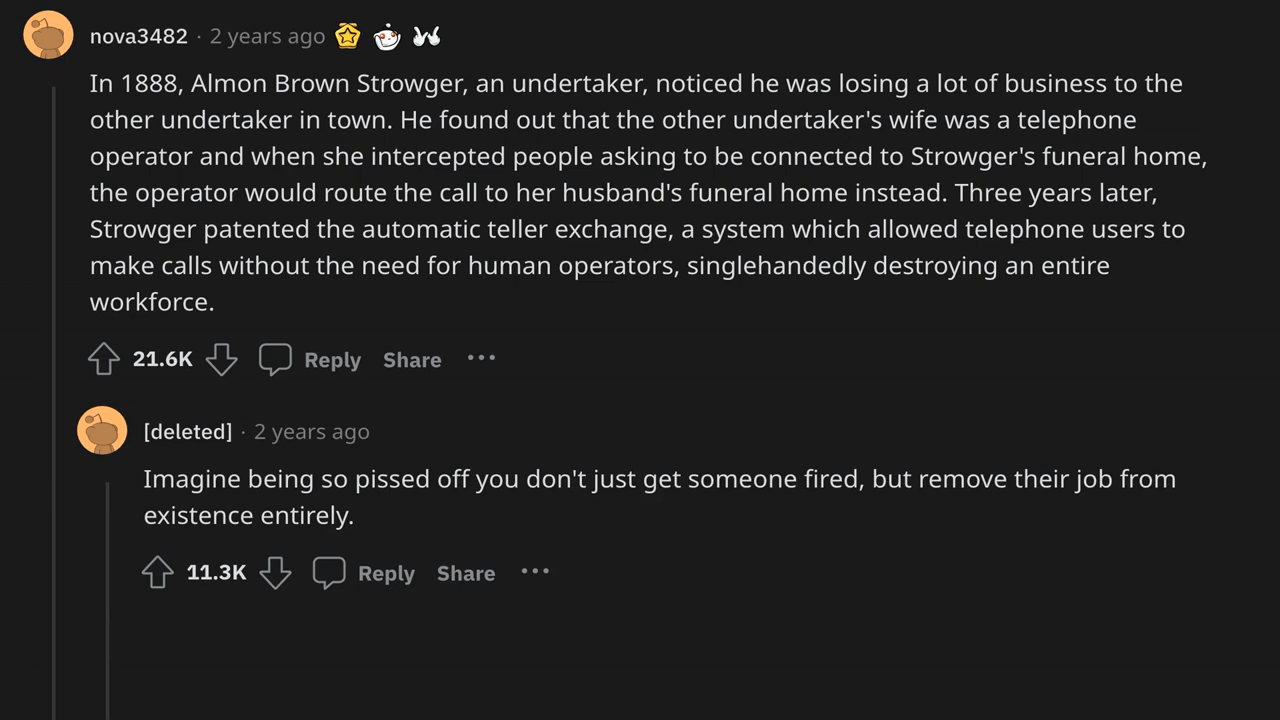 nova3482 · 2 years ago
In 1888, Almon Brown Strowger, an undertaker, noticed he was losing a lot of business to the
other undertaker in town. He found out that the other undertaker's wife was a telephone
operator and when she intercepted people asking to be connected to Strowger's funeral home,
the operator would route the call to her husband's funeral home instead. Three years later,
Strowger patented the automatic teller exchange, a system which allowed telephone users to
make calls without the need for human operators, singlehandedly destroying an entire
workforce.
21.6K Reply Share ···
[deleted] · 2 years ago
Imagine being so pissed off you don't just get someone fired, but remove their job from
existence entirely.
11.3K Reply Share ···